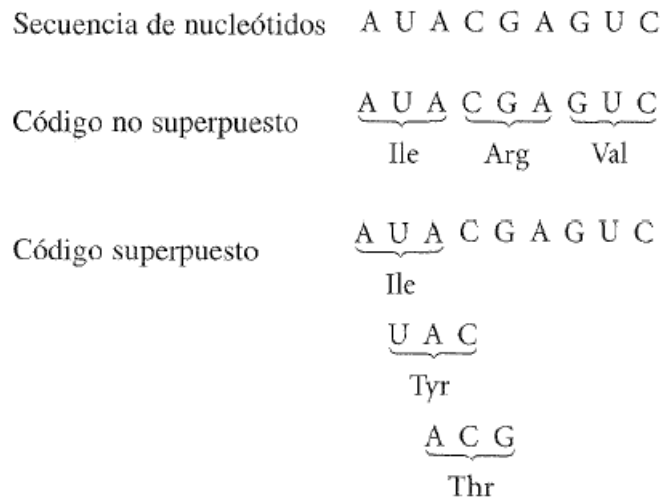 Secuencia de nucleótidos A U A C G A G U C
Código no superpuesto A U A C G A G U C
Ile Arg Val
Código superpuesto A U A C G A G U C
Ile
U A C
Tyr
A C G
Thr